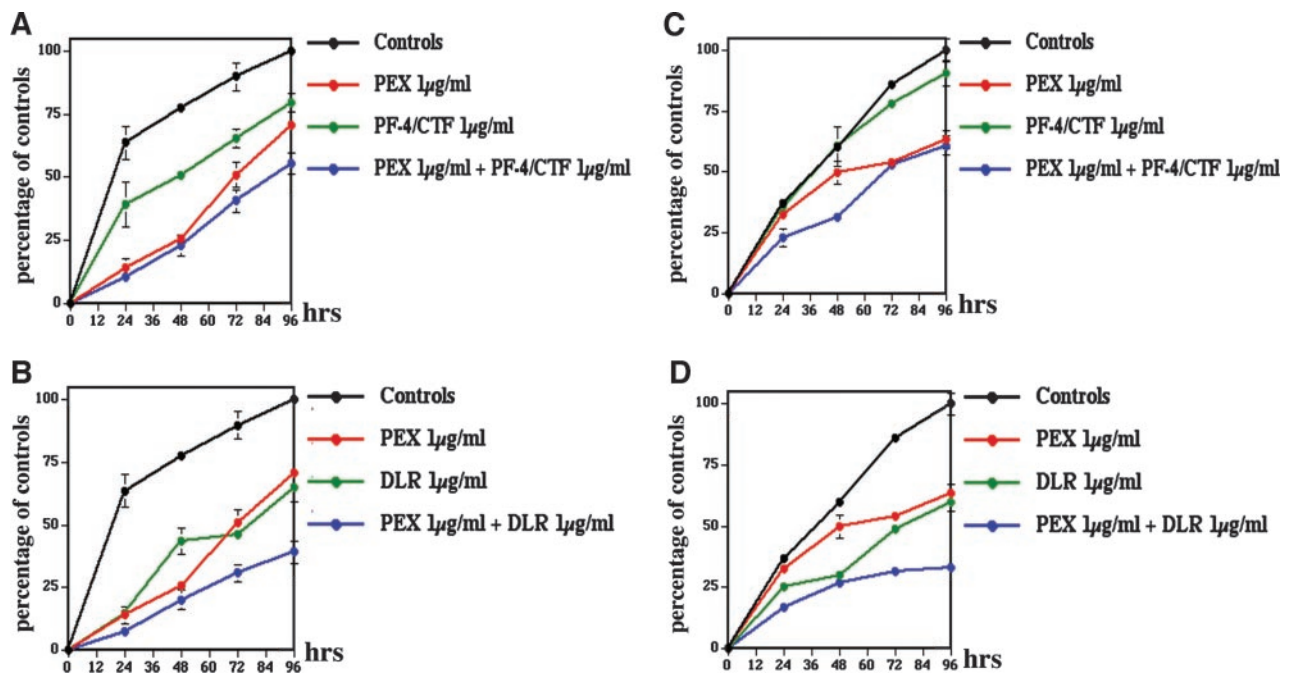 A
percentage of controls
100
75
50
25
0
0 12 24 36 48 60 72 84 96 hrs
Controls
PEX 1µg/ml
PF-4/CTF 1µg/ml
PEX 1µg/ml + PF-4/CTF 1µg/ml
C
percentage of controls
100
75
50
25
0
0 12 24 36 48 60 72 84 96 hrs
Controls
PEX 1µg/ml
PF-4/CTF 1µg/ml
PEX 1µg/ml + PF-4/CTF 1µg/ml
B
percentage of controls
100
75
50
25
0
0 12 24 36 48 60 72 84 96 hrs
Controls
PEX 1µg/ml
DLR 1µg/ml
PEX 1µg/ml + DLR 1µg/ml
D
percentage of controls
100
75
50
25
0
0 12 24 36 48 60 72 84 96 hrs
Controls
PEX 1µg/ml
DLR 1µg/ml
PEX 1µg/ml + DLR 1µg/ml